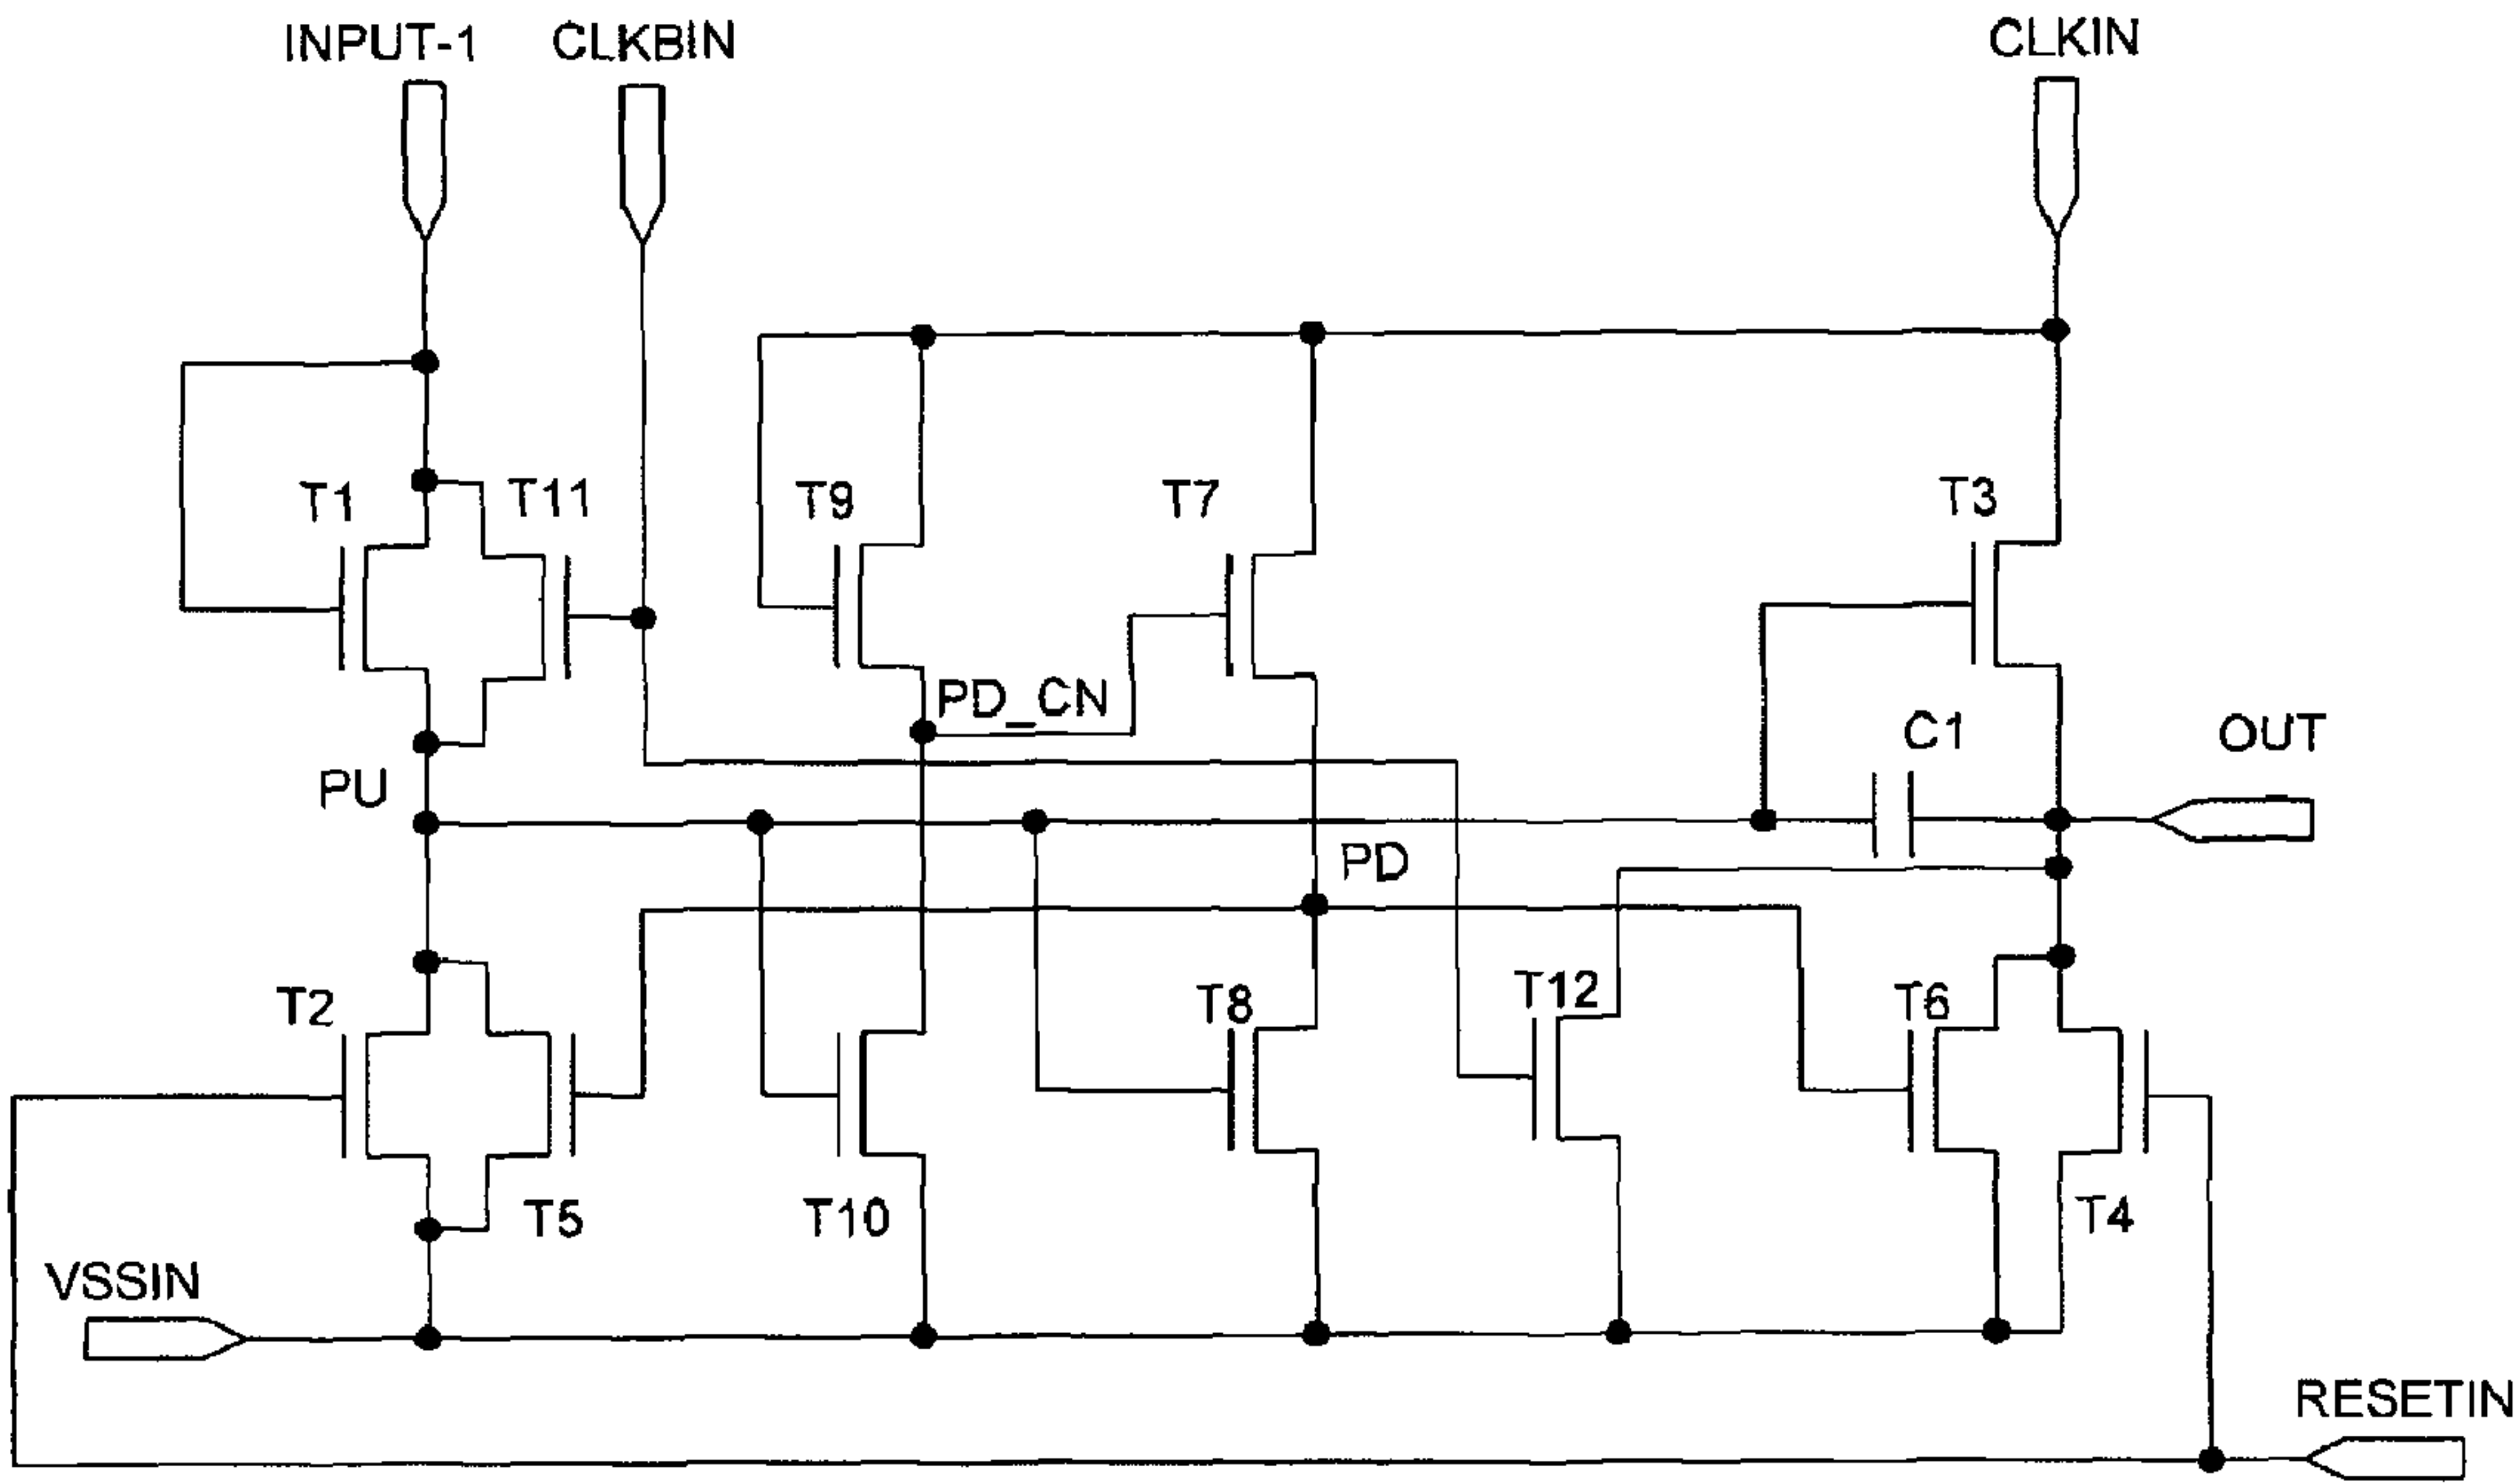 INPUT-1
CLKBIN
CLKIN
T1
T11
T9
T7
T3
PD_CN
C1
OUT
PU
PD
T2
T8
T12
T6
T5
T10
T4
VSSIN
RESETIN